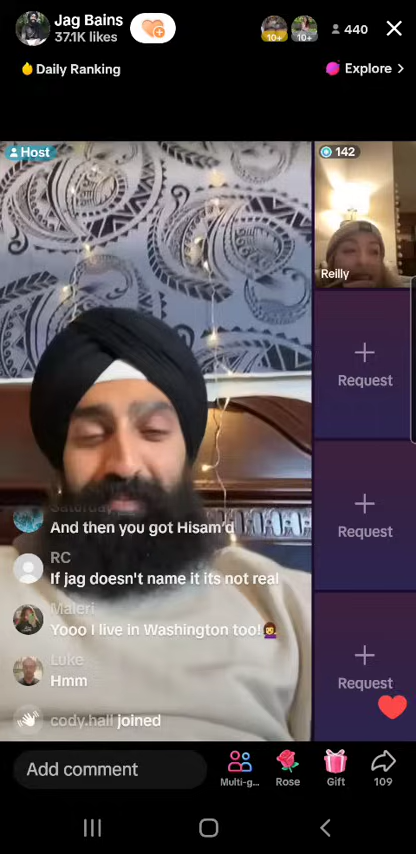 Jag Bains
37.1K likes
10+
10+
440
Daily Ranking
Explore >
Host
142
Reilly
Request
Request
Request
Saturday
And then you got Hisam'd
RC
If jag doesn't name it its not real
Maleri
Yooo I live in Washington too!🤦‍♀️
Luke
Hmm
cody.hall joined
Add comment
Multi-g...
Rose
Gift
109